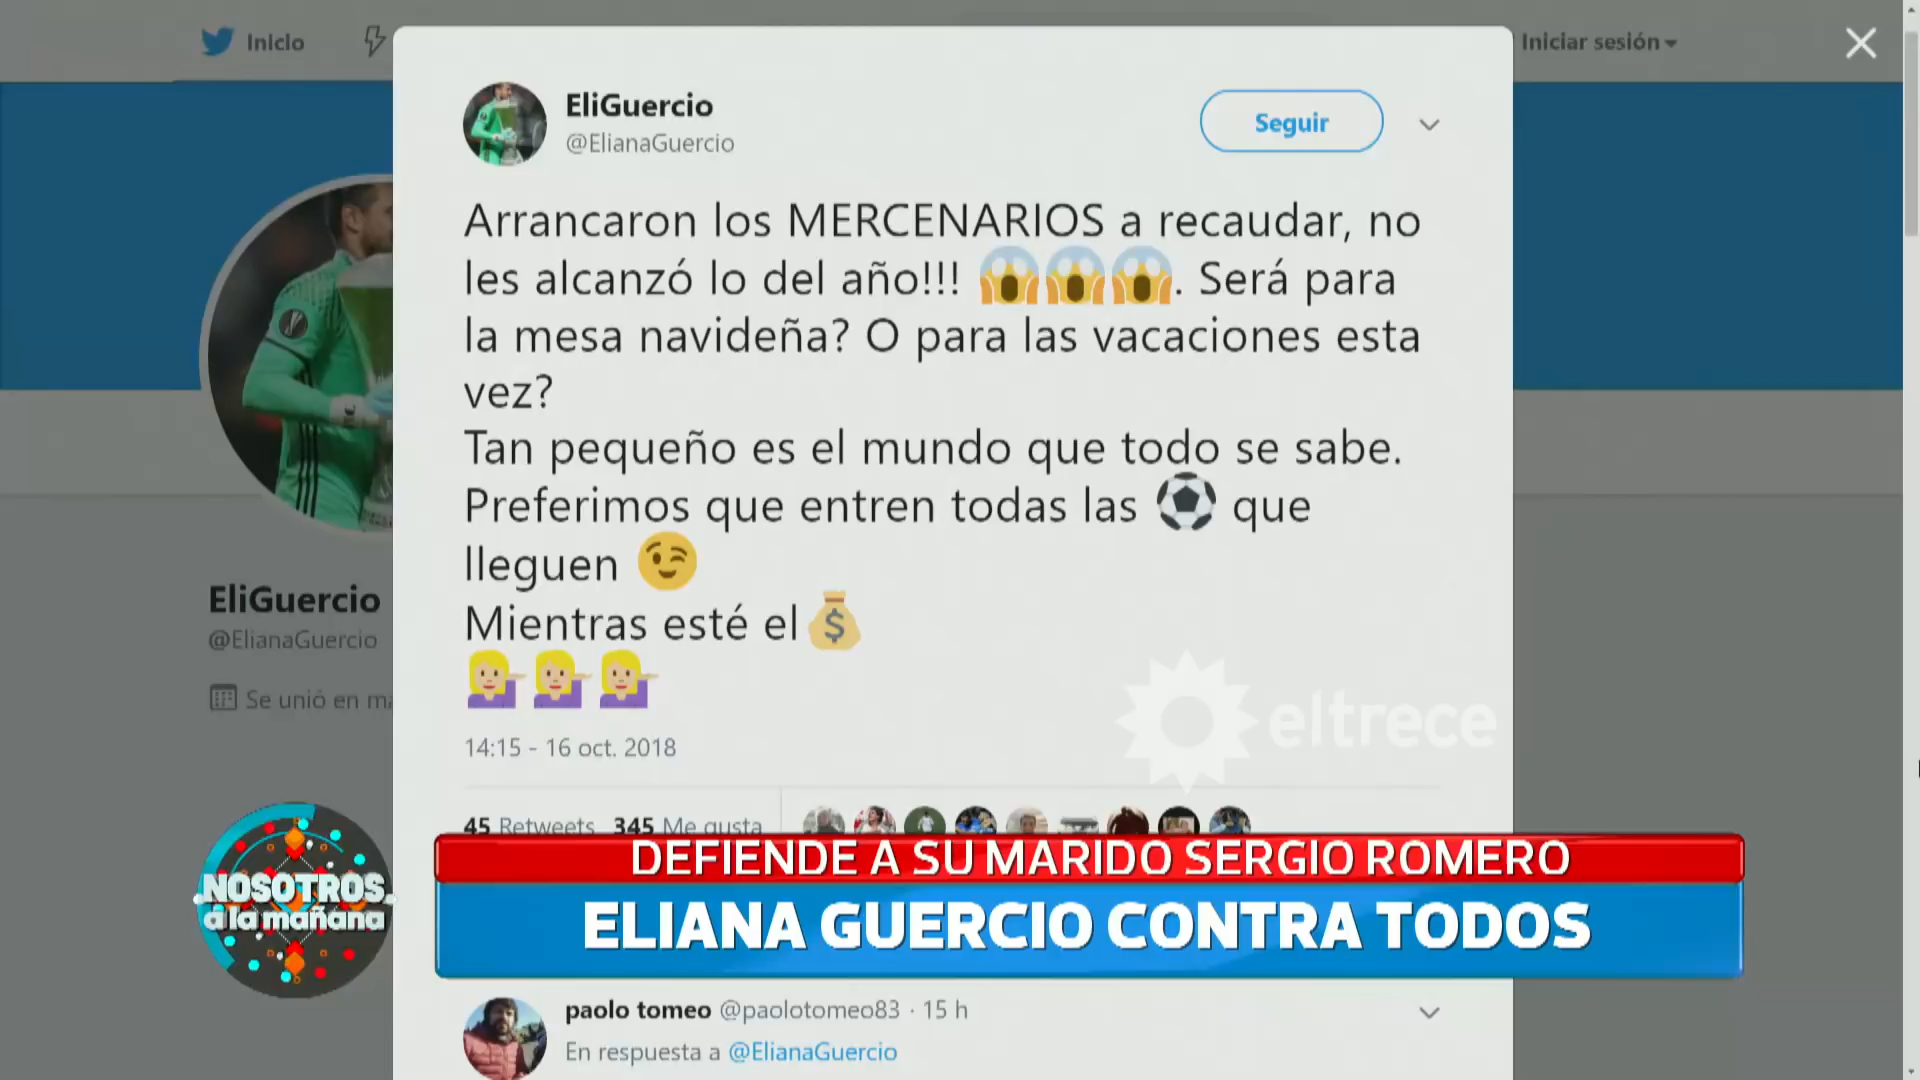 Inicio
Iniciar sesión
EliGuercio
@ElianaGuercio
Seguir
Arrancaron los MERCENARIOS a recaudar, no
les alcanzó lo del año!!! 😱😱😱. Será para
la mesa navideña? O para las vacaciones esta
vez?
Tan pequeño es el mundo que todo se sabe.
Preferimos que entren todas las ⚽ que
lleguen 😉
Mientras esté el💰
💁🏼💁🏼💁🏼
14:15 - 16 oct. 2018
EliGuercio
@ElianaGuercio
Se unió en
eltrece
45 Retweets 345 Me gusta
NOSOTROS
a la mañana
DEFIENDE A SU MARIDO SERGIO ROMERO
ELIANA GUERCIO CONTRA TODOS
paolo tomeo @paolotomeo83 · 15 h
En respuesta a @ElianaGuercio